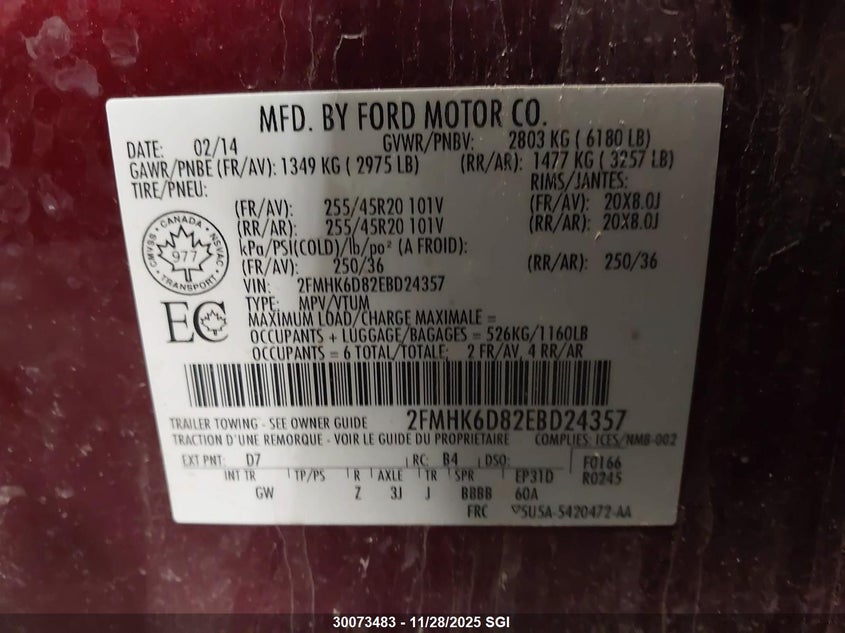 MFD. BY FORD MOTOR CO.
DATE: 02/14 GVWR/PNBV: 2803 KG ( 6180 LB)
GAWR/PNBE (FR/AV): 1349 KG ( 2975 LB) (RR/AR): 1477 KG ( 3257 LB)
TIRE/PNEU: RIMS/JANTES:
(FR/AV): 255/45R20 101V (FR/AV): 20X8.0J
(RR/AR): 255/45R20 101V (RR/AR): 20X8.0J
kPa/PSI(COLD)/lb/po² (A FROID):
(FR/AV): 250/36 (RR/AR): 250/36
CANADA
CMVSS NSVAC
977
TRANSPORT
EC
VIN: 2FMHK6D82EBD24357
TYPE: MPV/VTUM
MAXIMUM LOAD/CHARGE MAXIMALE =
OCCUPANTS + LUGGAGE/BAGAGES = 526KG/1160LB
OCCUPANTS = 6 TOTAL/TOTALE: 2 FR/AV, 4 RR/AR
TRAILER TOWING - SEE OWNER GUIDE 2FMHK6D82EBD24357
TRACTION D'UNE REMORQUE - VOIR LE GUIDE DU PROPRIETAIRE COMPLIES: ICES/NMB-002
EXT PNT: D7 RC: B4 DSO: F0166
INT TR TP/PS R AXLE TR SPR EP31D R0245
GW Z 3J J BBBB 60A
FRC 5U5A-5420472-AA
30073483 - 11/28/2025 SGI